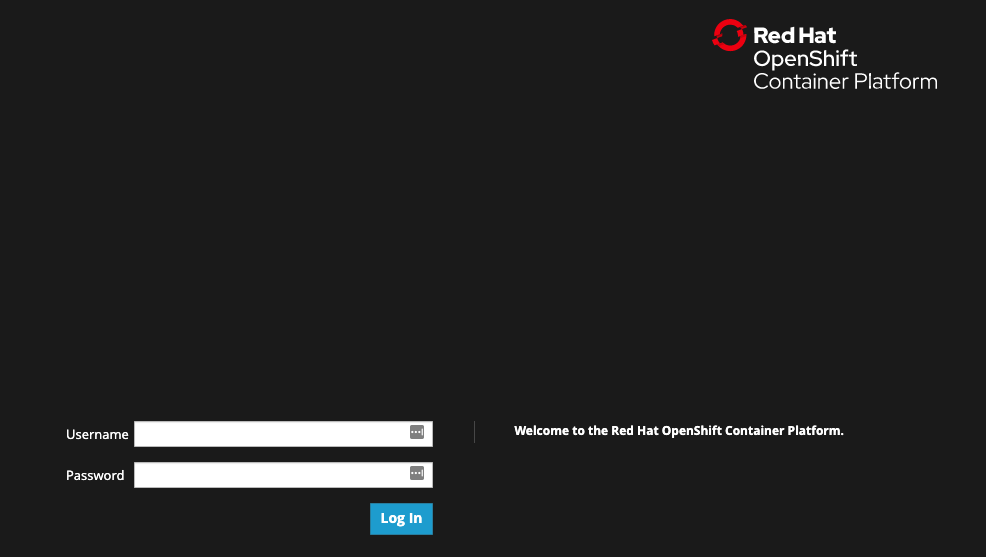 Red Hat
OpenShift
Container Platform
Username
Welcome to the Red Hat OpenShift Container Platform.
Password
Log In